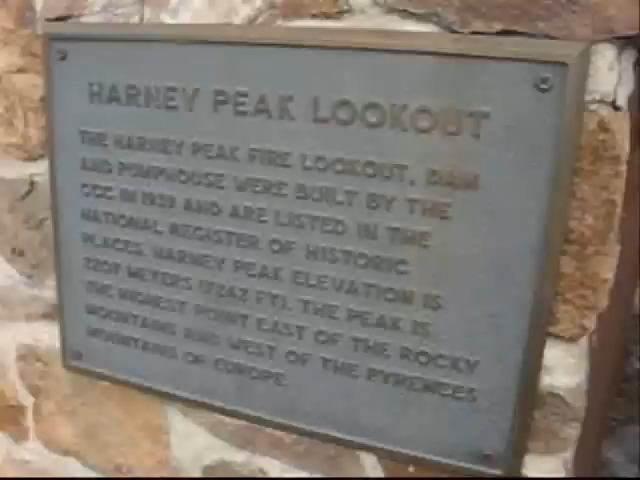 HARNEY PEAK LOOKOUT
THE HARNEY PEAK FIRE LOOKOUT, DAM
AND PUMPHOUSE WERE BUILT BY THE
CCC IN 1939 AND ARE LISTED IN THE
NATIONAL REGISTER OF HISTORIC
PLACES. HARNEY PEAK ELEVATION IS
2207 METERS (7242 FT). THE PEAK IS
THE HIGHEST POINT EAST OF THE ROCKY
MOUNTAINS AND WEST OF THE PYRENEES
MOUNTAINS OF EUROPE.